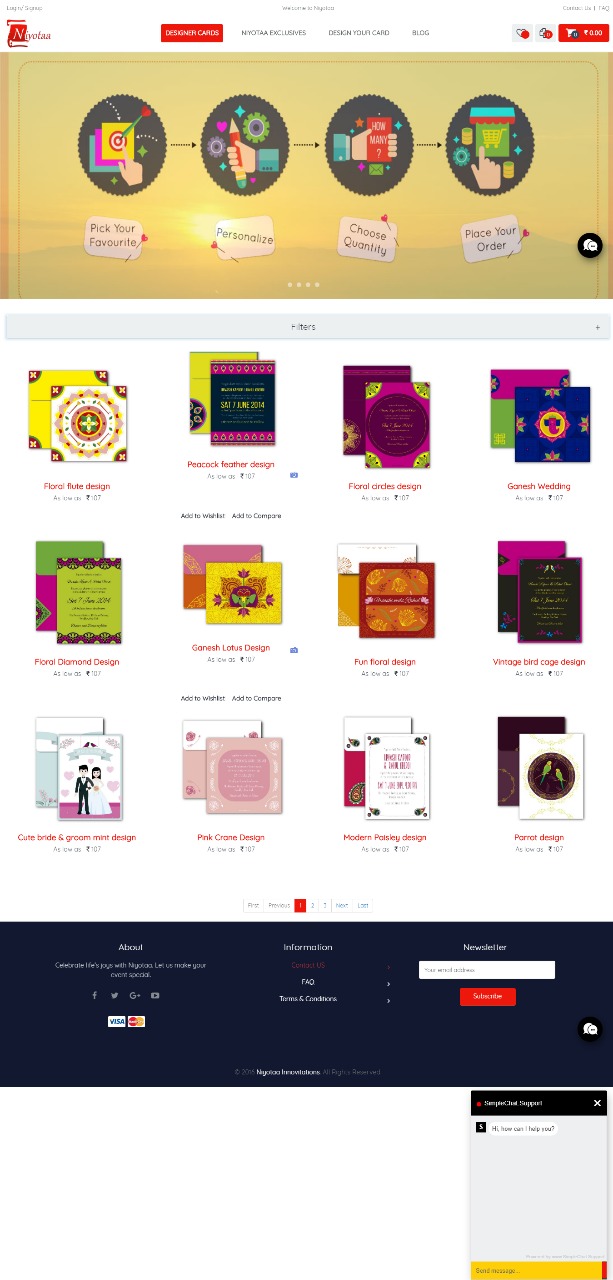 Login/ Signup
Welcome to Niyotaa
Contact Us | FAQ
Niyotaa
DESIGNER CARDS
NIYOTAA EXCLUSIVES
DESIGN YOUR CARD
BLOG
0
₹ 0.00
HOW MANY ?
Pick Your Favourite
Personalize
Choose Quantity
Place Your Order
Filters
+
SAT 7 JUNE 2014
Floral flute design
As low as ₹107
Peacock feather design
As low as ₹107
Floral circles design
As low as ₹107
Ganesh Wedding
As low as ₹107
Add to Wishlist Add to Compare
Sat 7 June 2014
Floral Diamond Design
As low as ₹107
Ganesh Lotus Design
As low as ₹107
Fun floral design
As low as ₹107
Vintage bird cage design
As low as ₹107
Add to Wishlist Add to Compare
Cute bride & groom mint design
As low as ₹107
Pink Crane Design
As low as ₹107
Modern Paisley design
As low as ₹107
Parrot design
As low as ₹107
First Previous 1 2 3 Next Last
About
Celebrate life's joys with Niyotaa. Let us make your
event special.
VISA
Information
Contact US
FAQ
Terms & Conditions
Newsletter
Your email address
Subscribe
Niyotaa Innovitations. All Rights Reserved
SimpleChat Support
S
Hi, how can I help you?
Send message...